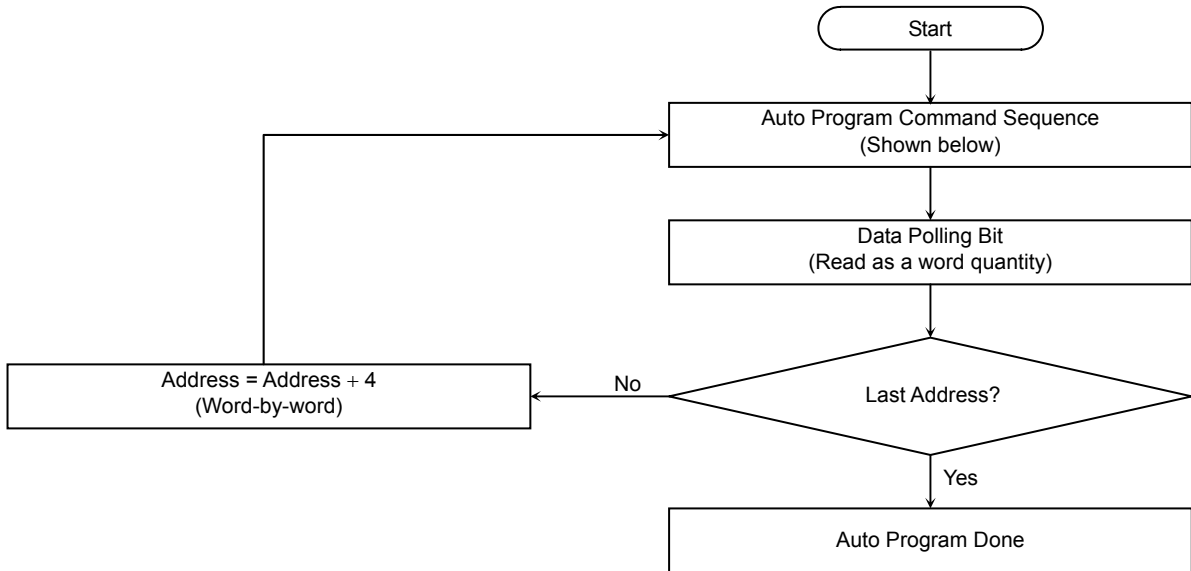 Start
Auto Program Command Sequence
(Shown below)
Data Polling Bit
(Read as a word quantity)
Address = Address + 4
(Word-by-word)
No
Last Address?
Yes
Auto Program Done